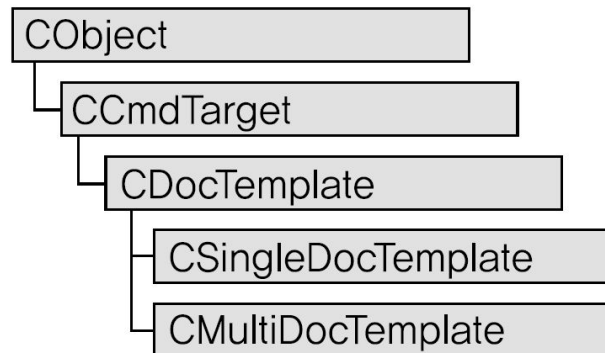 CObject
CCmdTarget
CDocTemplate
CSingleDocTemplate
CMultiDocTemplate